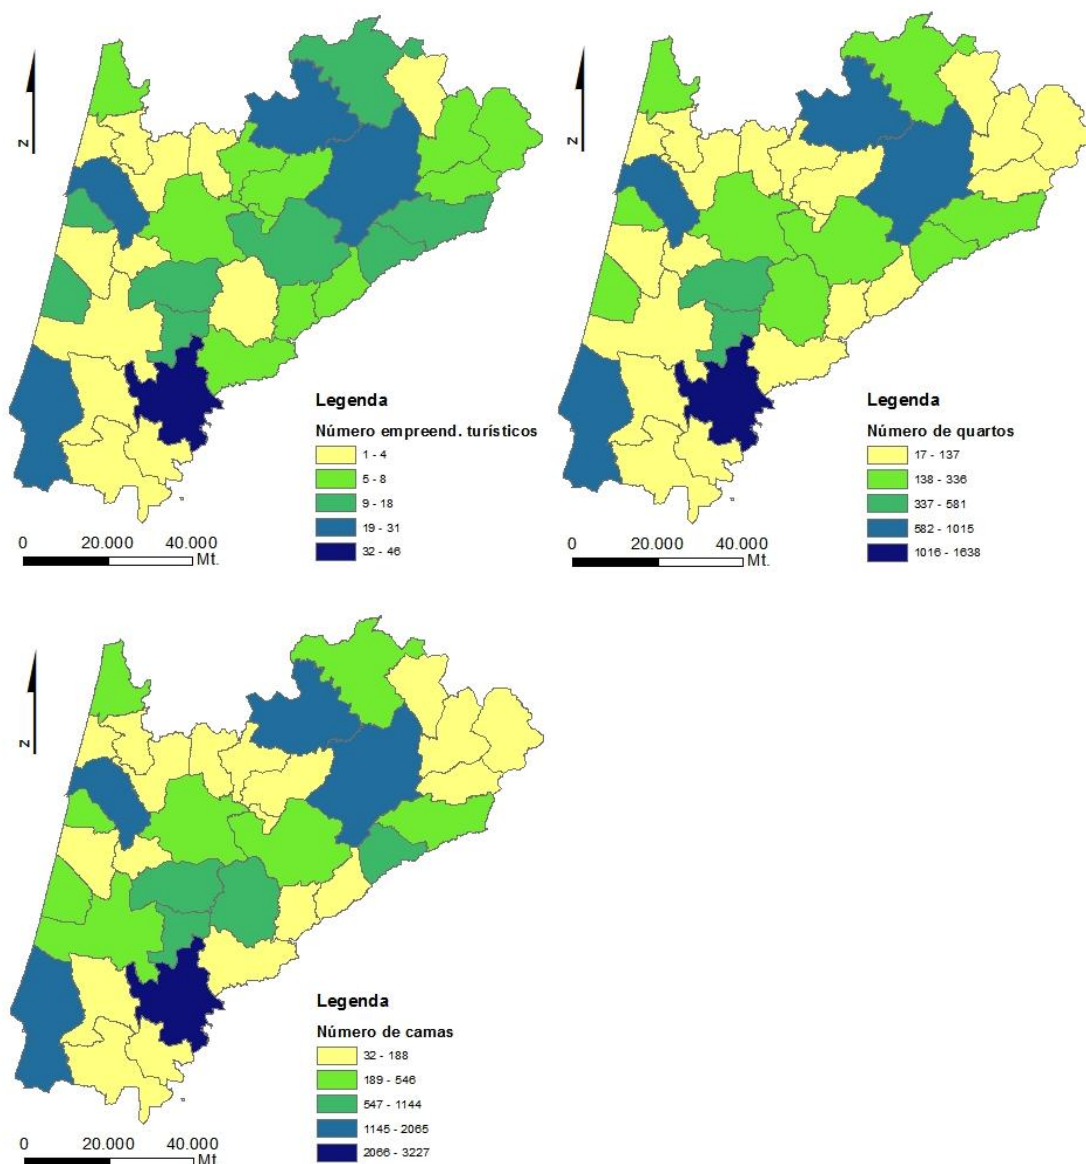 N
Legenda
Número empreend. turísticos
1 - 4
5 - 8
9 - 18
19 - 31
32 - 46
0 20.000 40.000
Mt.
N
Legenda
Número de quartos
17 - 137
138 - 336
337 - 581
582 - 1015
1016 - 1638
0 20.000 40.000
Mt.
N
Legenda
Número de camas
32 - 188
189 - 546
547 - 1144
1145 - 2065
2066 - 3227
0 20.000 40.000
Mt.